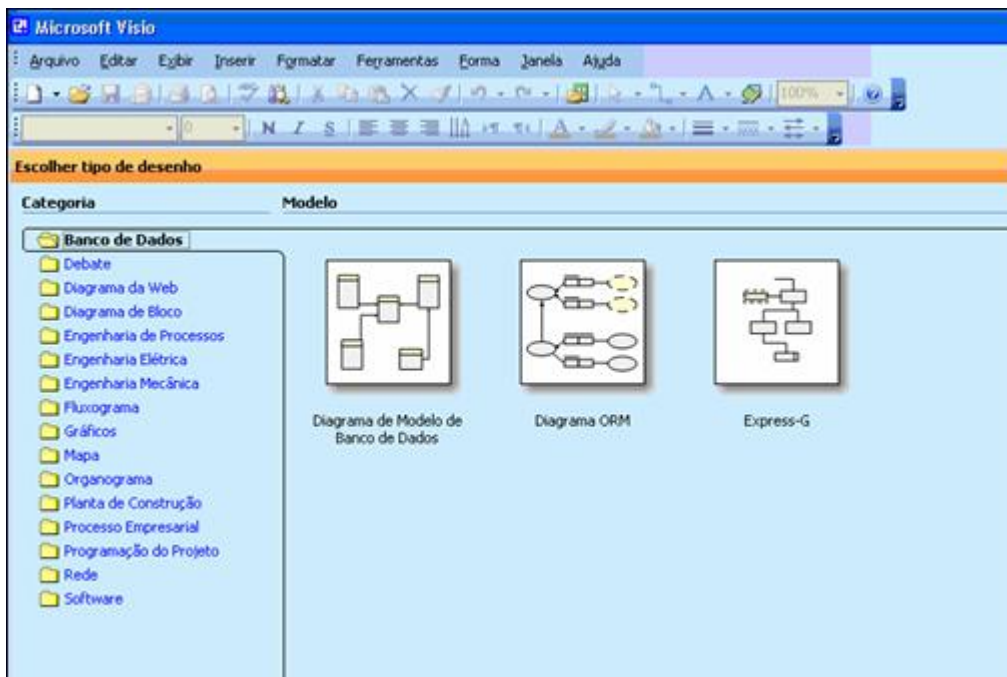 Microsoft Visio
Arquivo Editar Exibir Inserir Formatar Ferramentas Forma Janela Ajuda
100%
0 N I S
Escolher tipo de desenho
Categoria Modelo
Banco de Dados
Debate
Diagrama da Web
Diagrama de Bloco
Engenharia de Processos
Engenharia Elétrica
Engenharia Mecânica
Fluxograma
Gráficos
Mapa
Organograma
Planta de Construção
Processo Empresarial
Programação do Projeto
Rede
Software
Diagrama de Modelo de
Banco de Dados
Diagrama ORM
Express-G